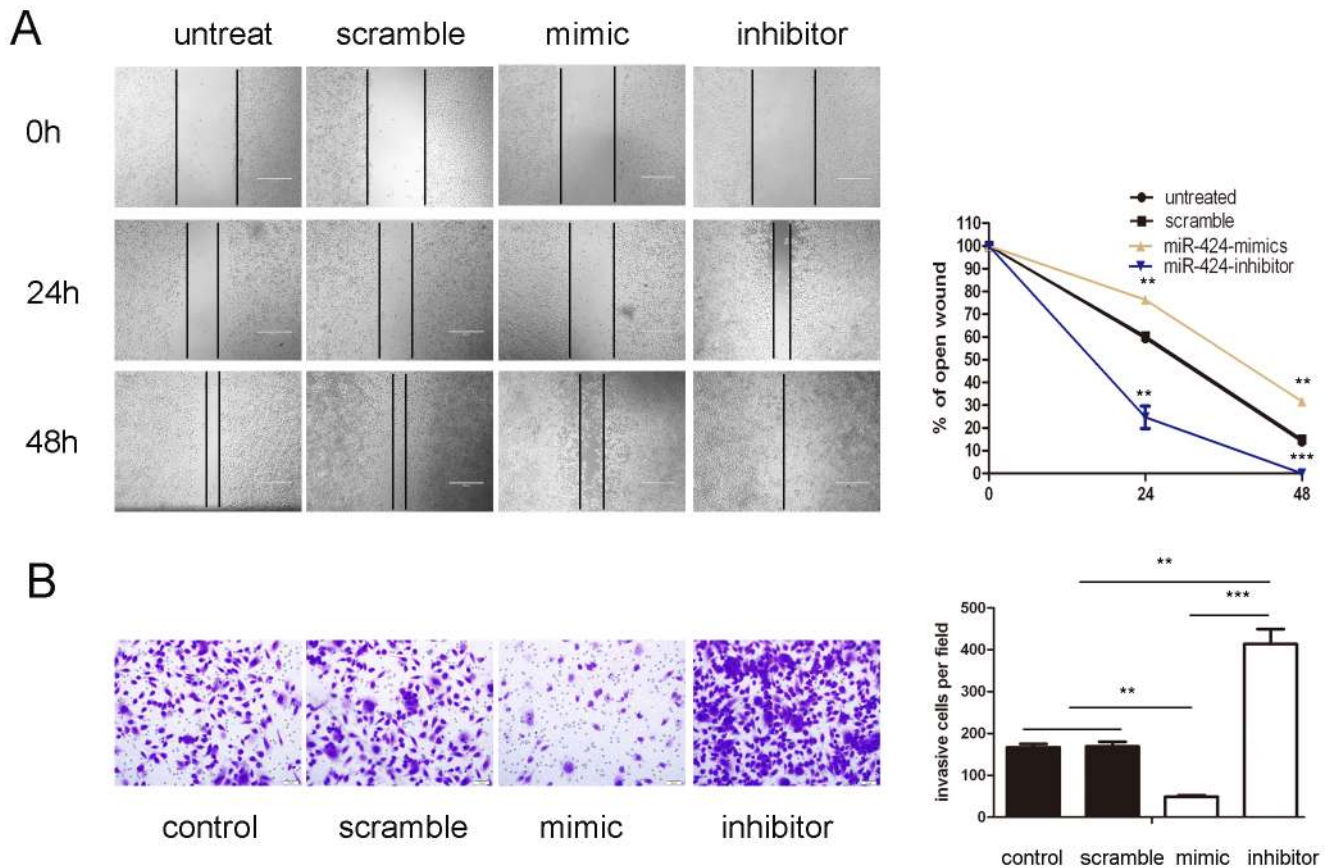 A
untreat scramble mimic inhibitor
0h
24h
48h
untreated
scramble
miR-424-mimics
miR-424-inhibitor
% of open wound
110
100
90
80
70
60
50
40
30
20
10
0
** 
**
**
***
0 24 48
B
control scramble mimic inhibitor
invasive cells per field
500
400
300
200
100
0
**
***
**
control scramble mimic inhibitor